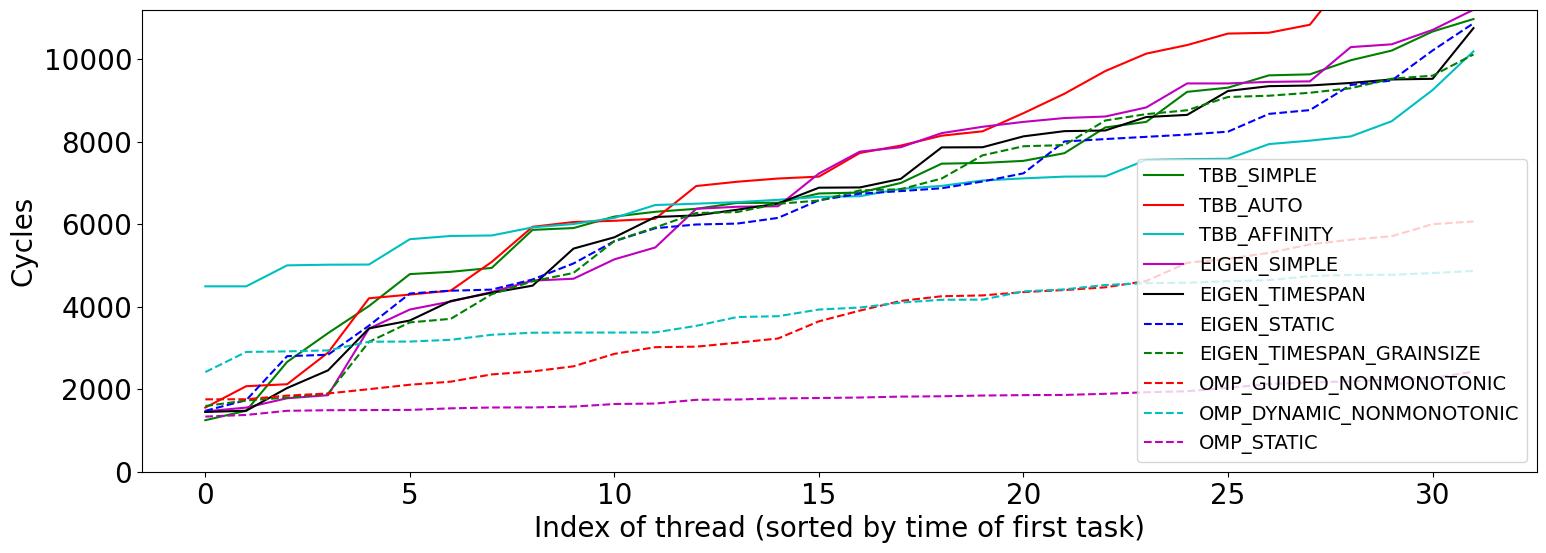 10000
8000
6000
4000
2000
0
Cycles
0 5 10 15 20 25 30
Index of thread (sorted by time of first task)
TBB_SIMPLE
TBB_AUTO
TBB_AFFINITY
EIGEN_SIMPLE
EIGEN_TIMESPAN
EIGEN_STATIC
EIGEN_TIMESPAN_GRAINSIZE
OMP_GUIDED_NONMONOTONIC
OMP_DYNAMIC_NONMONOTONIC
OMP_STATIC